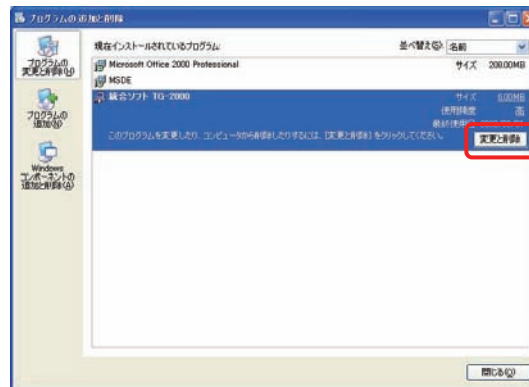 プログラムの追加と削除
プログラムの
変更と削除(H)
プログラムの
追加(N)
Windows
コンポーネントの
追加と削除(A)
現在インストールされているプログラム:
並べ替え(S):
名前
Microsoft Office 2000 Professional
サイズ 200.00MB
MSDE
統合ソフト TG-2000
サイズ 6.00MB
使用頻度 高
最終使用日
このプログラムを変更したり、コンピュータから削除したりするには、[変更と削除] をクリックしてください。
変更と削除
閉じる(O)